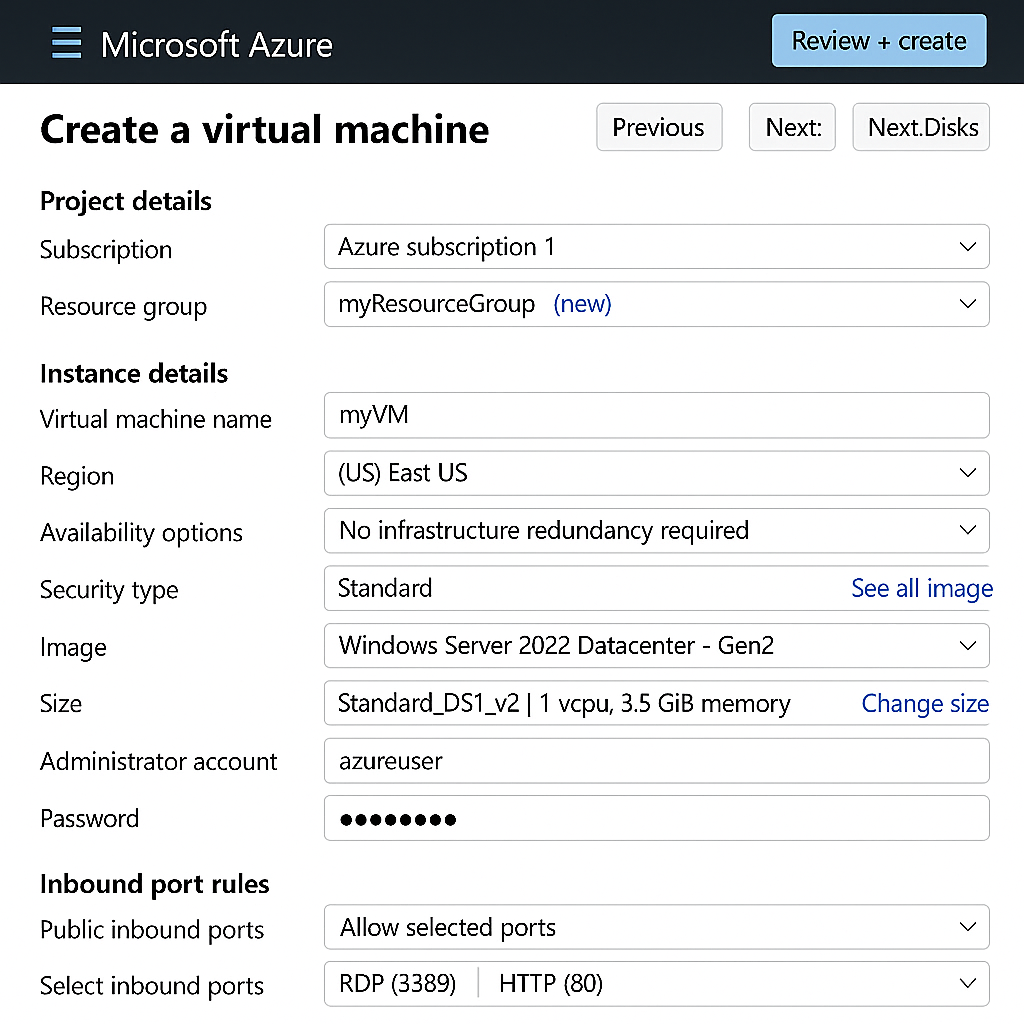 Microsoft Azure Review + create
Create a virtual machine Previous Next: Next.Disks
Project details
Subscription Azure subscription 1
Resource group myResourceGroup (new)
Instance details
Virtual machine name myVM
Region (US) East US
Availability options No infrastructure redundancy required
Security type Standard See all image
Image Windows Server 2022 Datacenter - Gen2
Size Standard_DS1_v2 | 1 vcpu, 3.5 GiB memory Change size
Administrator account azureuser
Password ●●●●●●●●
Inbound port rules
Public inbound ports Allow selected ports
Select inbound ports RDP (3389) HTTP (80)